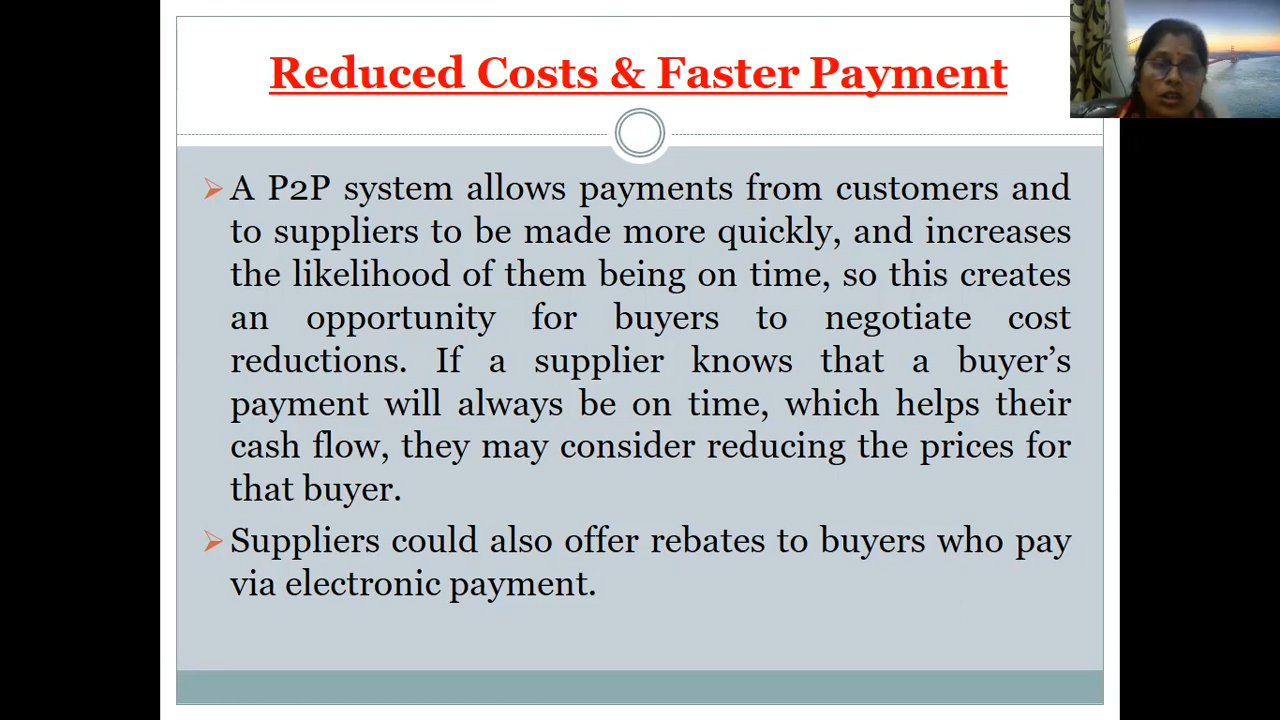 Reduced Costs & Faster Payment
A P2P system allows payments from customers and
to suppliers to be made more quickly, and increases
the likelihood of them being on time, so this creates
an opportunity for buyers to negotiate cost
reductions. If a supplier knows that a buyer’s
payment will always be on time, which helps their
cash flow, they may consider reducing the prices for
that buyer.
Suppliers could also offer rebates to buyers who pay
via electronic payment.